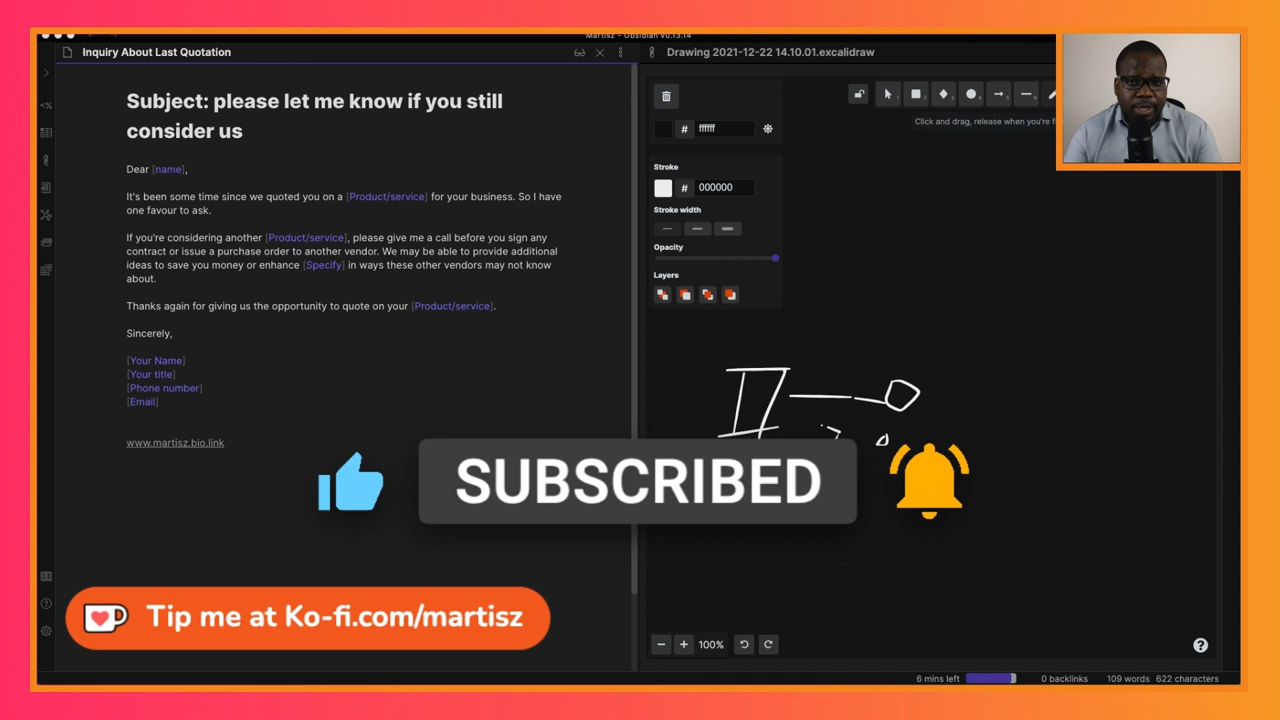 Martisz - Obsidian v0.13.14
Inquiry About Last Quotation
Drawing 2021-12-22 14.10.01.excalidraw
Subject: please let me know if you still
consider us
Dear [name],
It's been some time since we quoted you on a [Product/service] for your business. So I have
one favour to ask.
If you're considering another [Product/service], please give me a call before you sign any
contract or issue a purchase order to another vendor. We may be able to provide additional
ideas to save you money or enhance [Specify] in ways these other vendors may not know
about.
Thanks again for giving us the opportunity to quote on your [Product/service].
Sincerely,
[Your Name]
[Your title]
[Phone number]
[Email]
www.martisz.bio.link
# ffffff
Click and drag, release when you're
Stroke
# 000000
Stroke width
Opacity
Layers
SUBSCRIBED
Tip me at Ko-fi.com/martisz
100%
6 mins left
0 backlinks
109 words
622 characters